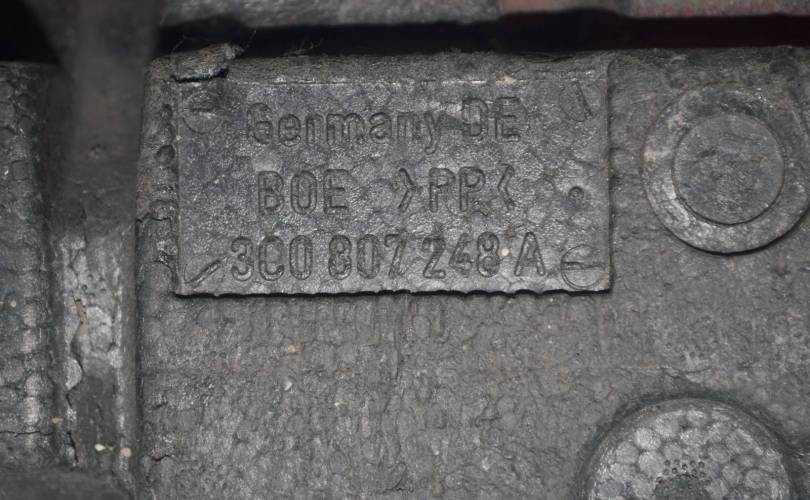 Germany DE
BOE >PP<
3C0 807 248 A